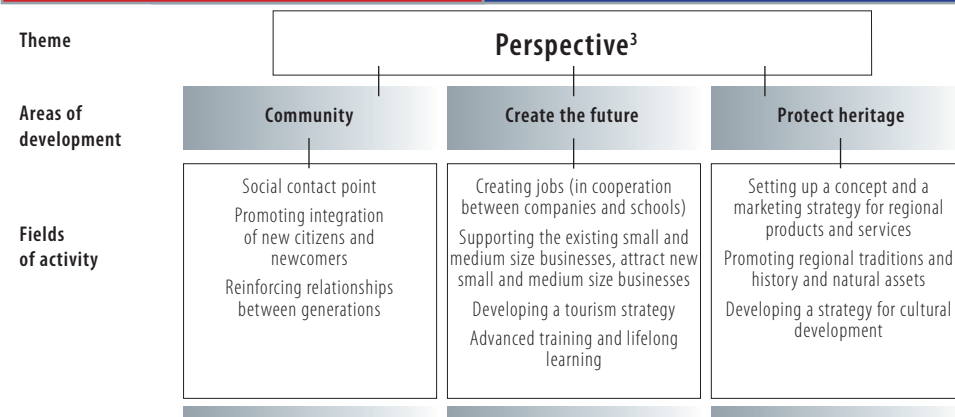 Theme
Perspective³
Areas of
development
Community
Create the future
Protect heritage
Fields
of activity
Social contact point
Promoting integration
of new citizens and
newcomers
Reinforcing relationships
between generations
Creating jobs (in cooperation
between companies and schools)
Supporting the existing small and
medium size businesses, attract new
small and medium size businesses
Developing a tourism strategy
Advanced training and lifelong
learning
Setting up a concept and a
marketing strategy for regional
products and services
Promoting regional traditions and
history and natural assets
Developing a strategy for cultural
development